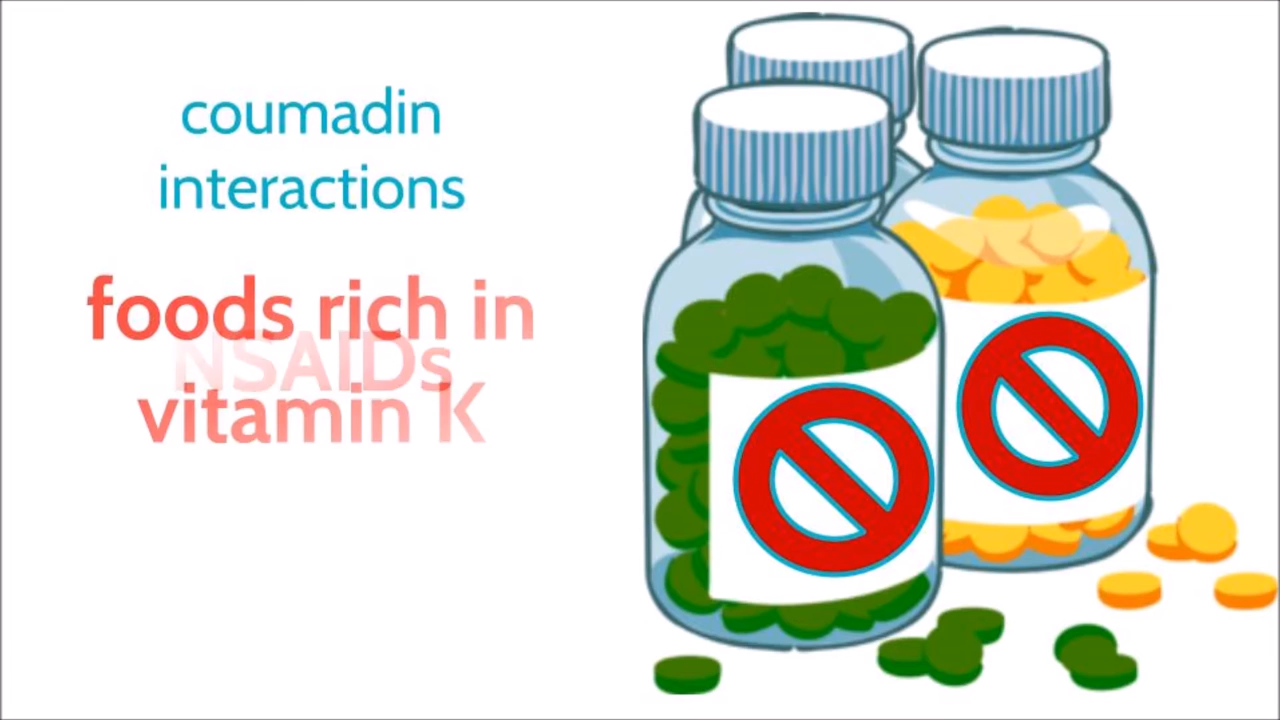 coumadin
interactions
foods rich in
NSAIDs
vitamin K